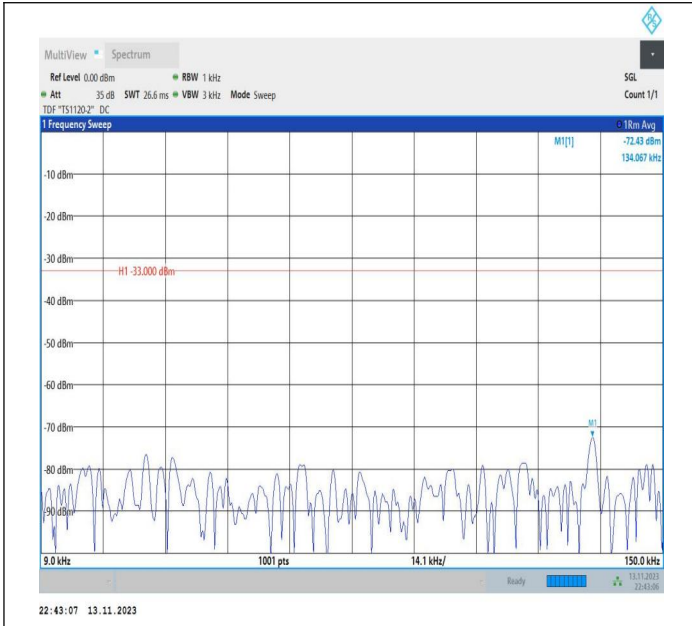 R&S
MultiView Spectrum
Ref Level 0.00 dBm RBW 1 kHz SGL
Att 35 dB SWT 26.6 ms VBW 3 kHz Mode Sweep Count 1/1
TDF "TS1120-2" DC
1 Frequency Sweep 1Rm Avg
M1[1] -72.43 dBm
134.067 kHz
-10 dBm
-20 dBm
-30 dBm
H1 -33.000 dBm
-40 dBm
-50 dBm
-60 dBm
-70 dBm
M1
-80 dBm
-90 dBm
9.0 kHz 1001 pts 14.1 kHz/ 150.0 kHz
Ready 13.11.2023
22:43:06
22:43:07 13.11.2023